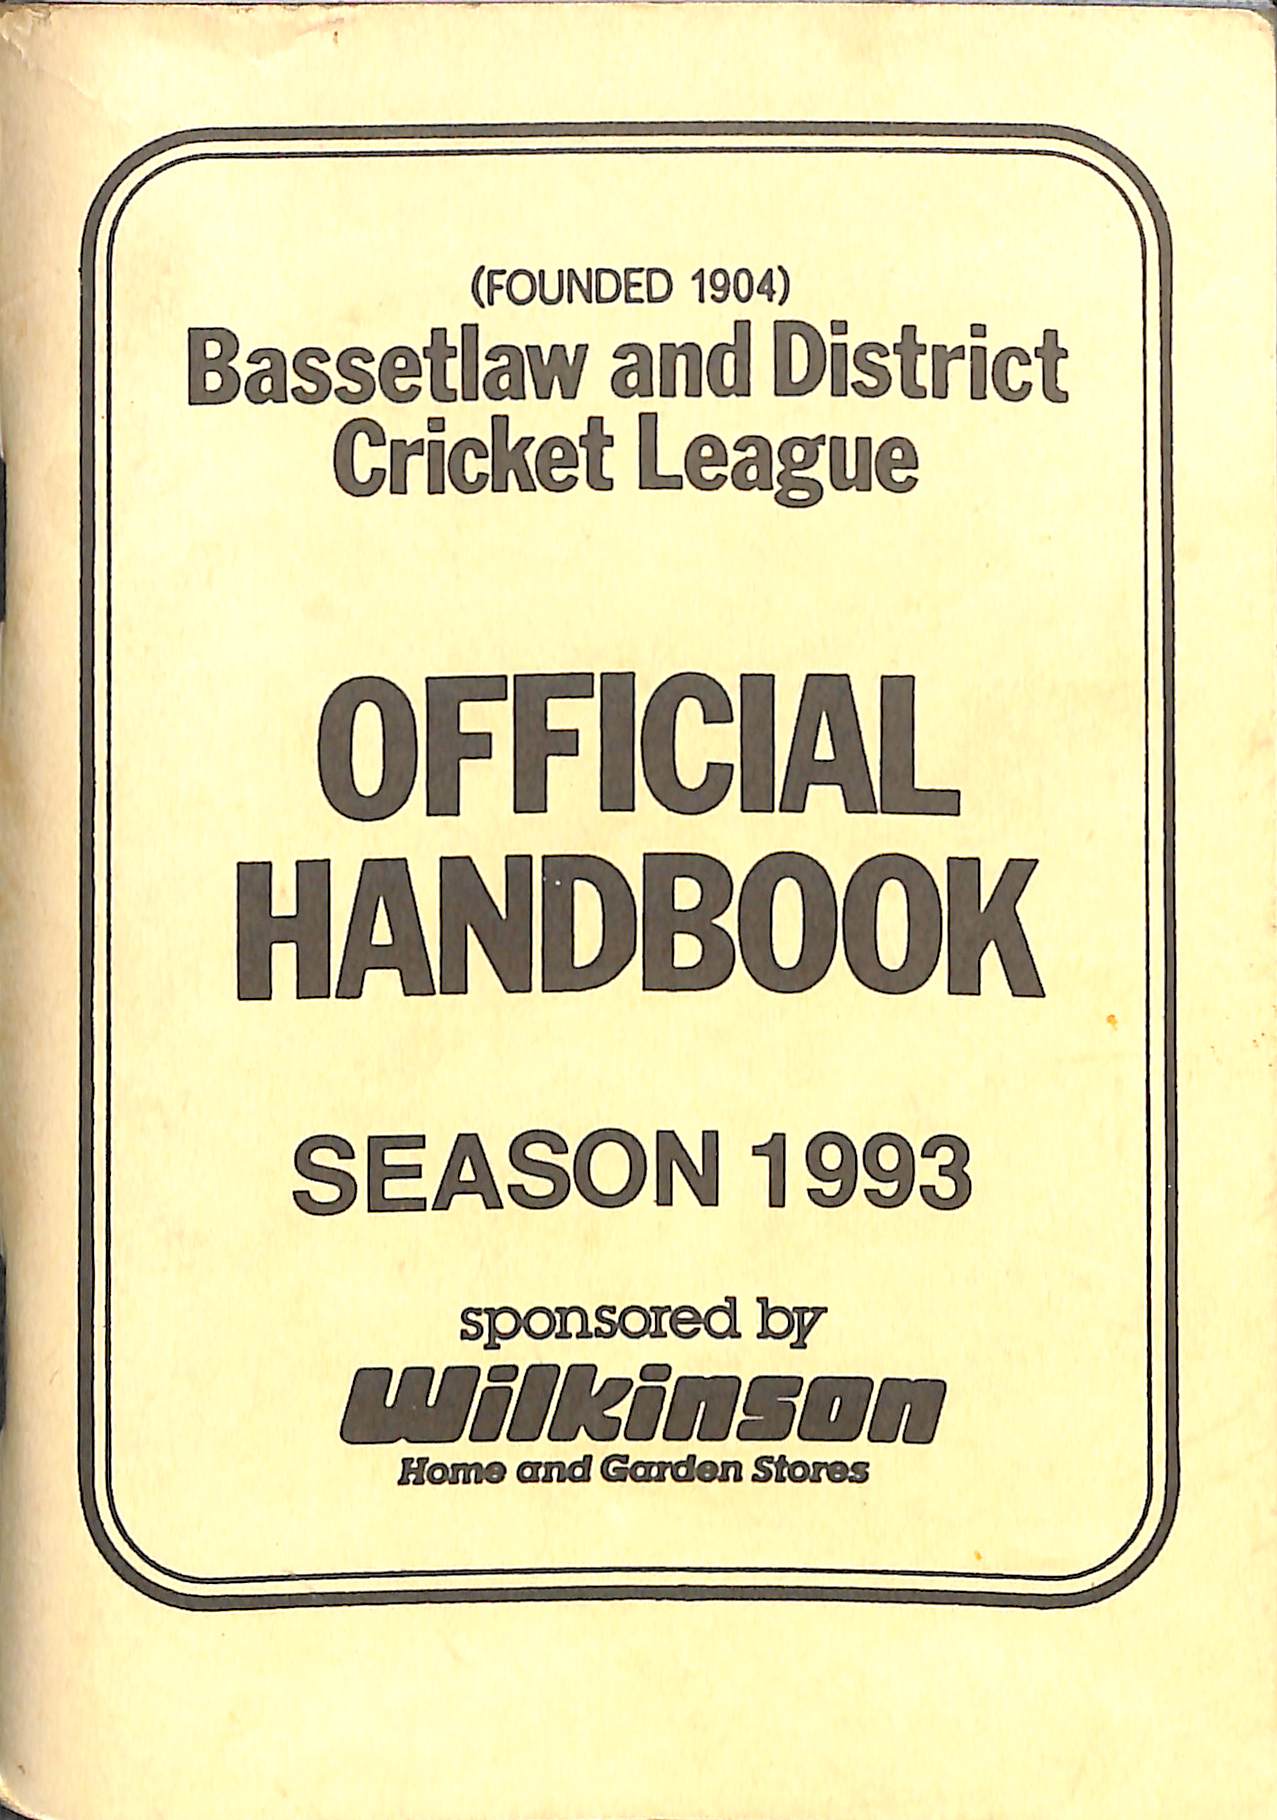 (FOUNDED 1904)
Bassetlaw and District
Cricket League
OFFICIAL
HANDBOOK
SEASON 1993
sponsored by
Wilkinson
Home and Garden Stores